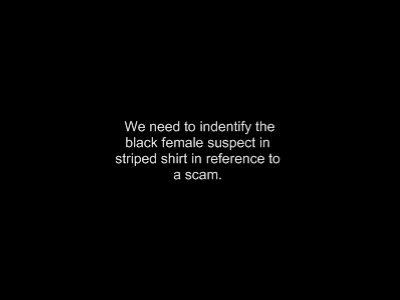 We need to indentify the
black female suspect in
striped shirt in reference to
a scam.